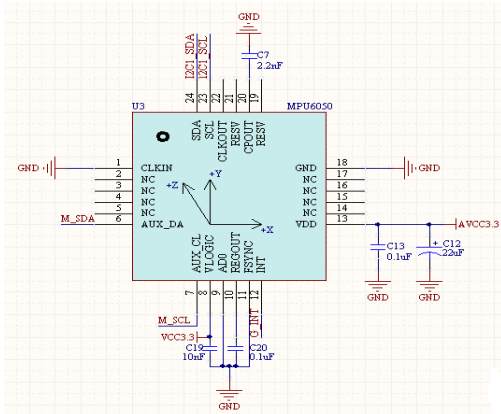 GND
I2C1_SDA
I2C1_SCL
C7
2.2nF
24
23
22
21
20
19
U3
MPU6050
SDA
SCL
CLKOUT
RESV
CPOUT
RESV
GND
1
CLKIN
2
NC
3
NC
4
NC
5
NC
M_SDA
6
AUX_DA
+Z
+Y
+X
GND
18
GND
NC
17
NC
16
NC
15
NC
14
VDD
13
AVCC3.3
C13
0.1uF
+
C12
22uF
GND
GND
AUX_CL
VLOGIC
AD0
REGOUT
FSYNC
INT
7
8
9
10
11
12
M_SCL
G_INT
VCC3.3
C19
10nF
C20
0.1uF
GND